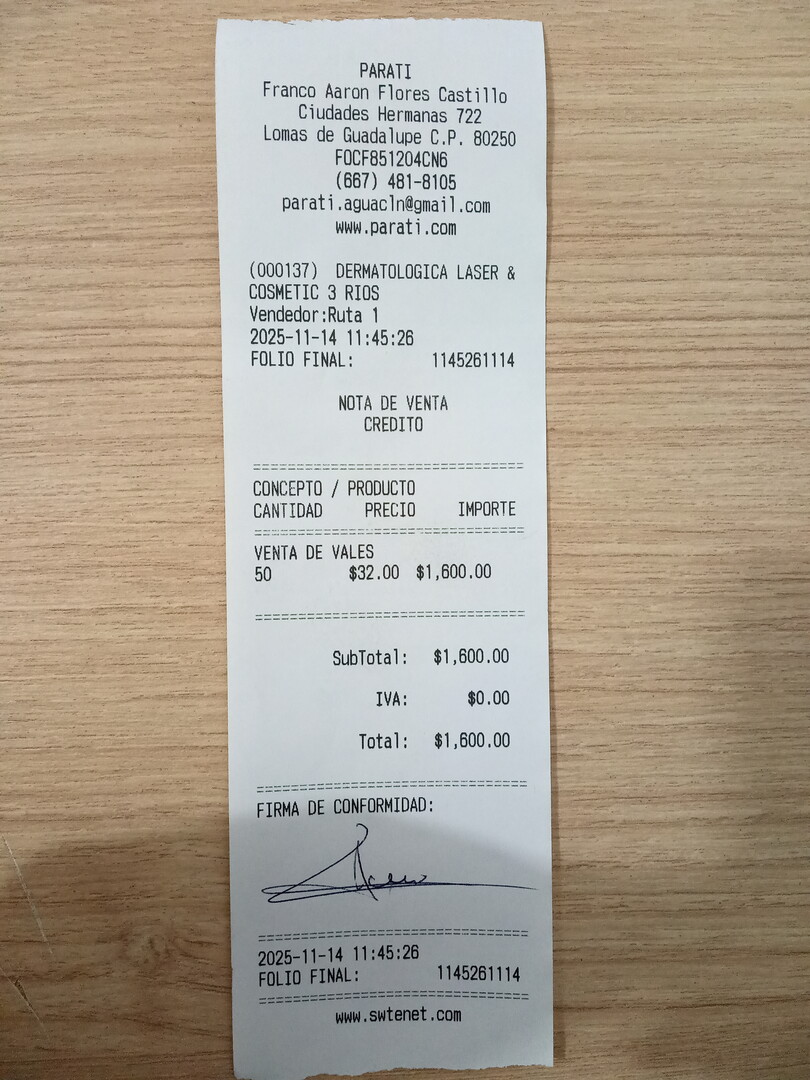 PARATI
Franco Aaron Flores Castillo
Ciudades Hermanas 722
Lomas de Guadalupe C.P. 80250
FOCF851204CN6
(667) 481-8105
parati.aguacln@gmail.com
www.parati.com
(000137) DERMATOLOGICA LASER &
COSMETIC 3 RIOS
Vendedor:Ruta 1
2025-11-14 11:45:26
FOLIO FINAL: 1145261114
NOTA DE VENTA
CREDITO
CONCEPTO / PRODUCTO
CANTIDAD PRECIO IMPORTE
VENTA DE VALES
50 $32.00 $1,600.00
SubTotal: $1,600.00
IVA: $0.00
Total: $1,600.00
FIRMA DE CONFORMIDAD:
2025-11-14 11:45:26
FOLIO FINAL: 1145261114
www.swtenet.com